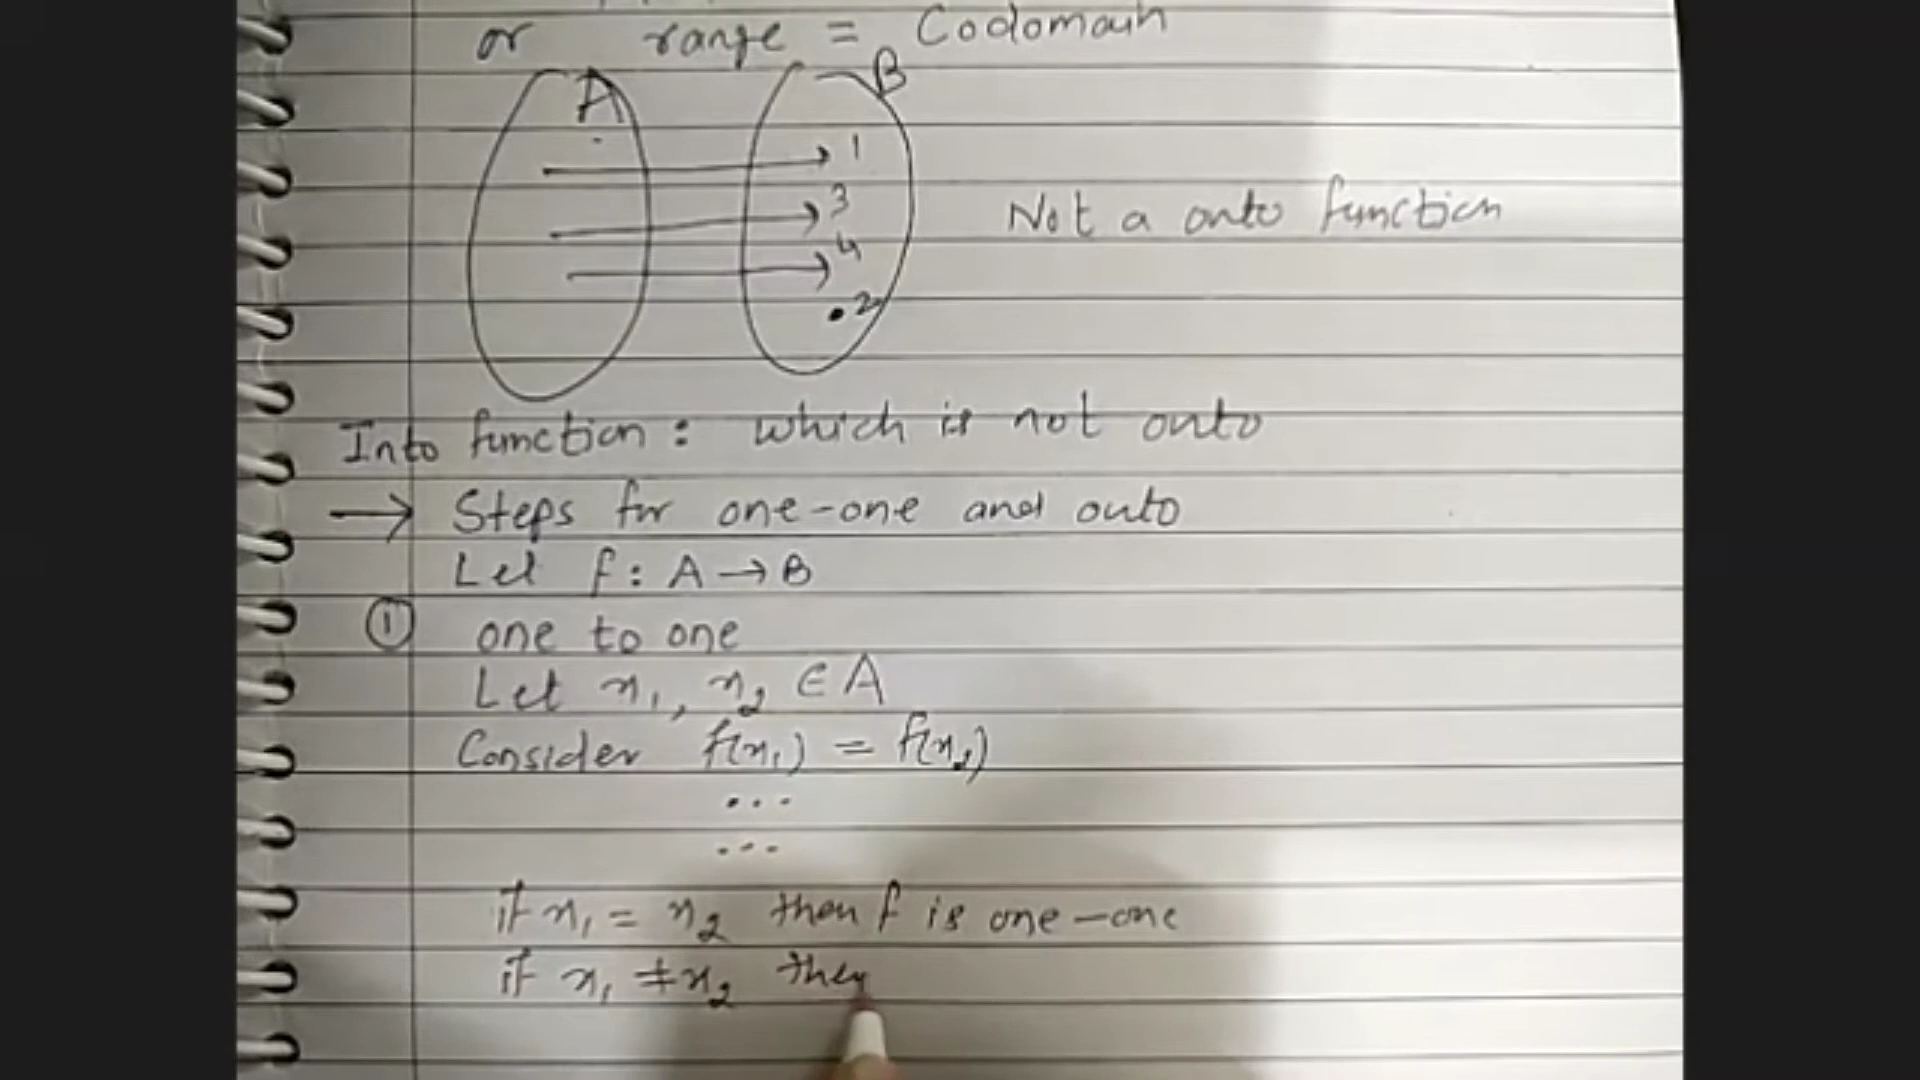 or range = Codomain
A B
1
3
4
Not a onto function
.2
Into function: which is not onto
→ Steps for one-one and onto
Let f: A → B
① one to one
Let x₁, x₂ ∈ A
Consider f(x₁) = f(x₂)
...
...
if x₁ = x₂ then f is one-one
if x₁ ≠ x₂ then